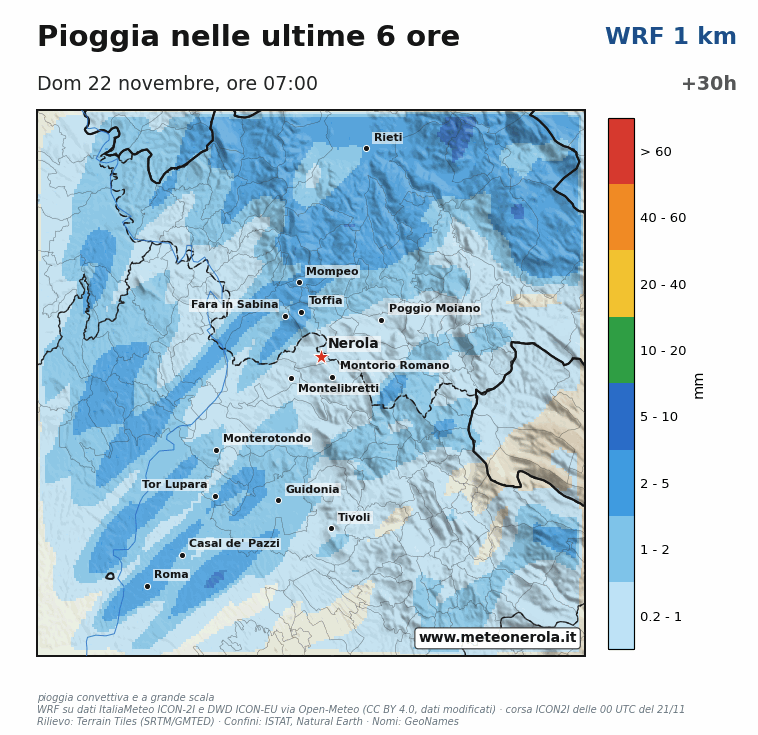 Pioggia nelle ultime 6 ore
WRF 1 km
Dom 22 novembre, ore 07:00
+30h
Rieti
Mompeo
Fara in Sabina
Toffia
Poggio Moiano
Nerola
Montorio Romano
Montelibretti
Monterotondo
Tor Lupara
Guidonia
Tivoli
Casal de' Pazzi
Roma
www.meteonerola.it
> 60
40 - 60
20 - 40
10 - 20
5 - 10
2 - 5
1 - 2
0.2 - 1
mm
pioggia convettiva e a grande scala
WRF su dati ItaliaMeteo ICON-2I e DWD ICON-EU via Open-Meteo (CC BY 4.0, dati modificati) · corsa ICON2I delle 00 UTC del 21/11
Rilievo: Terrain Tiles (SRTM/GMTED) · Confini: ISTAT, Natural Earth · Nomi: GeoNames